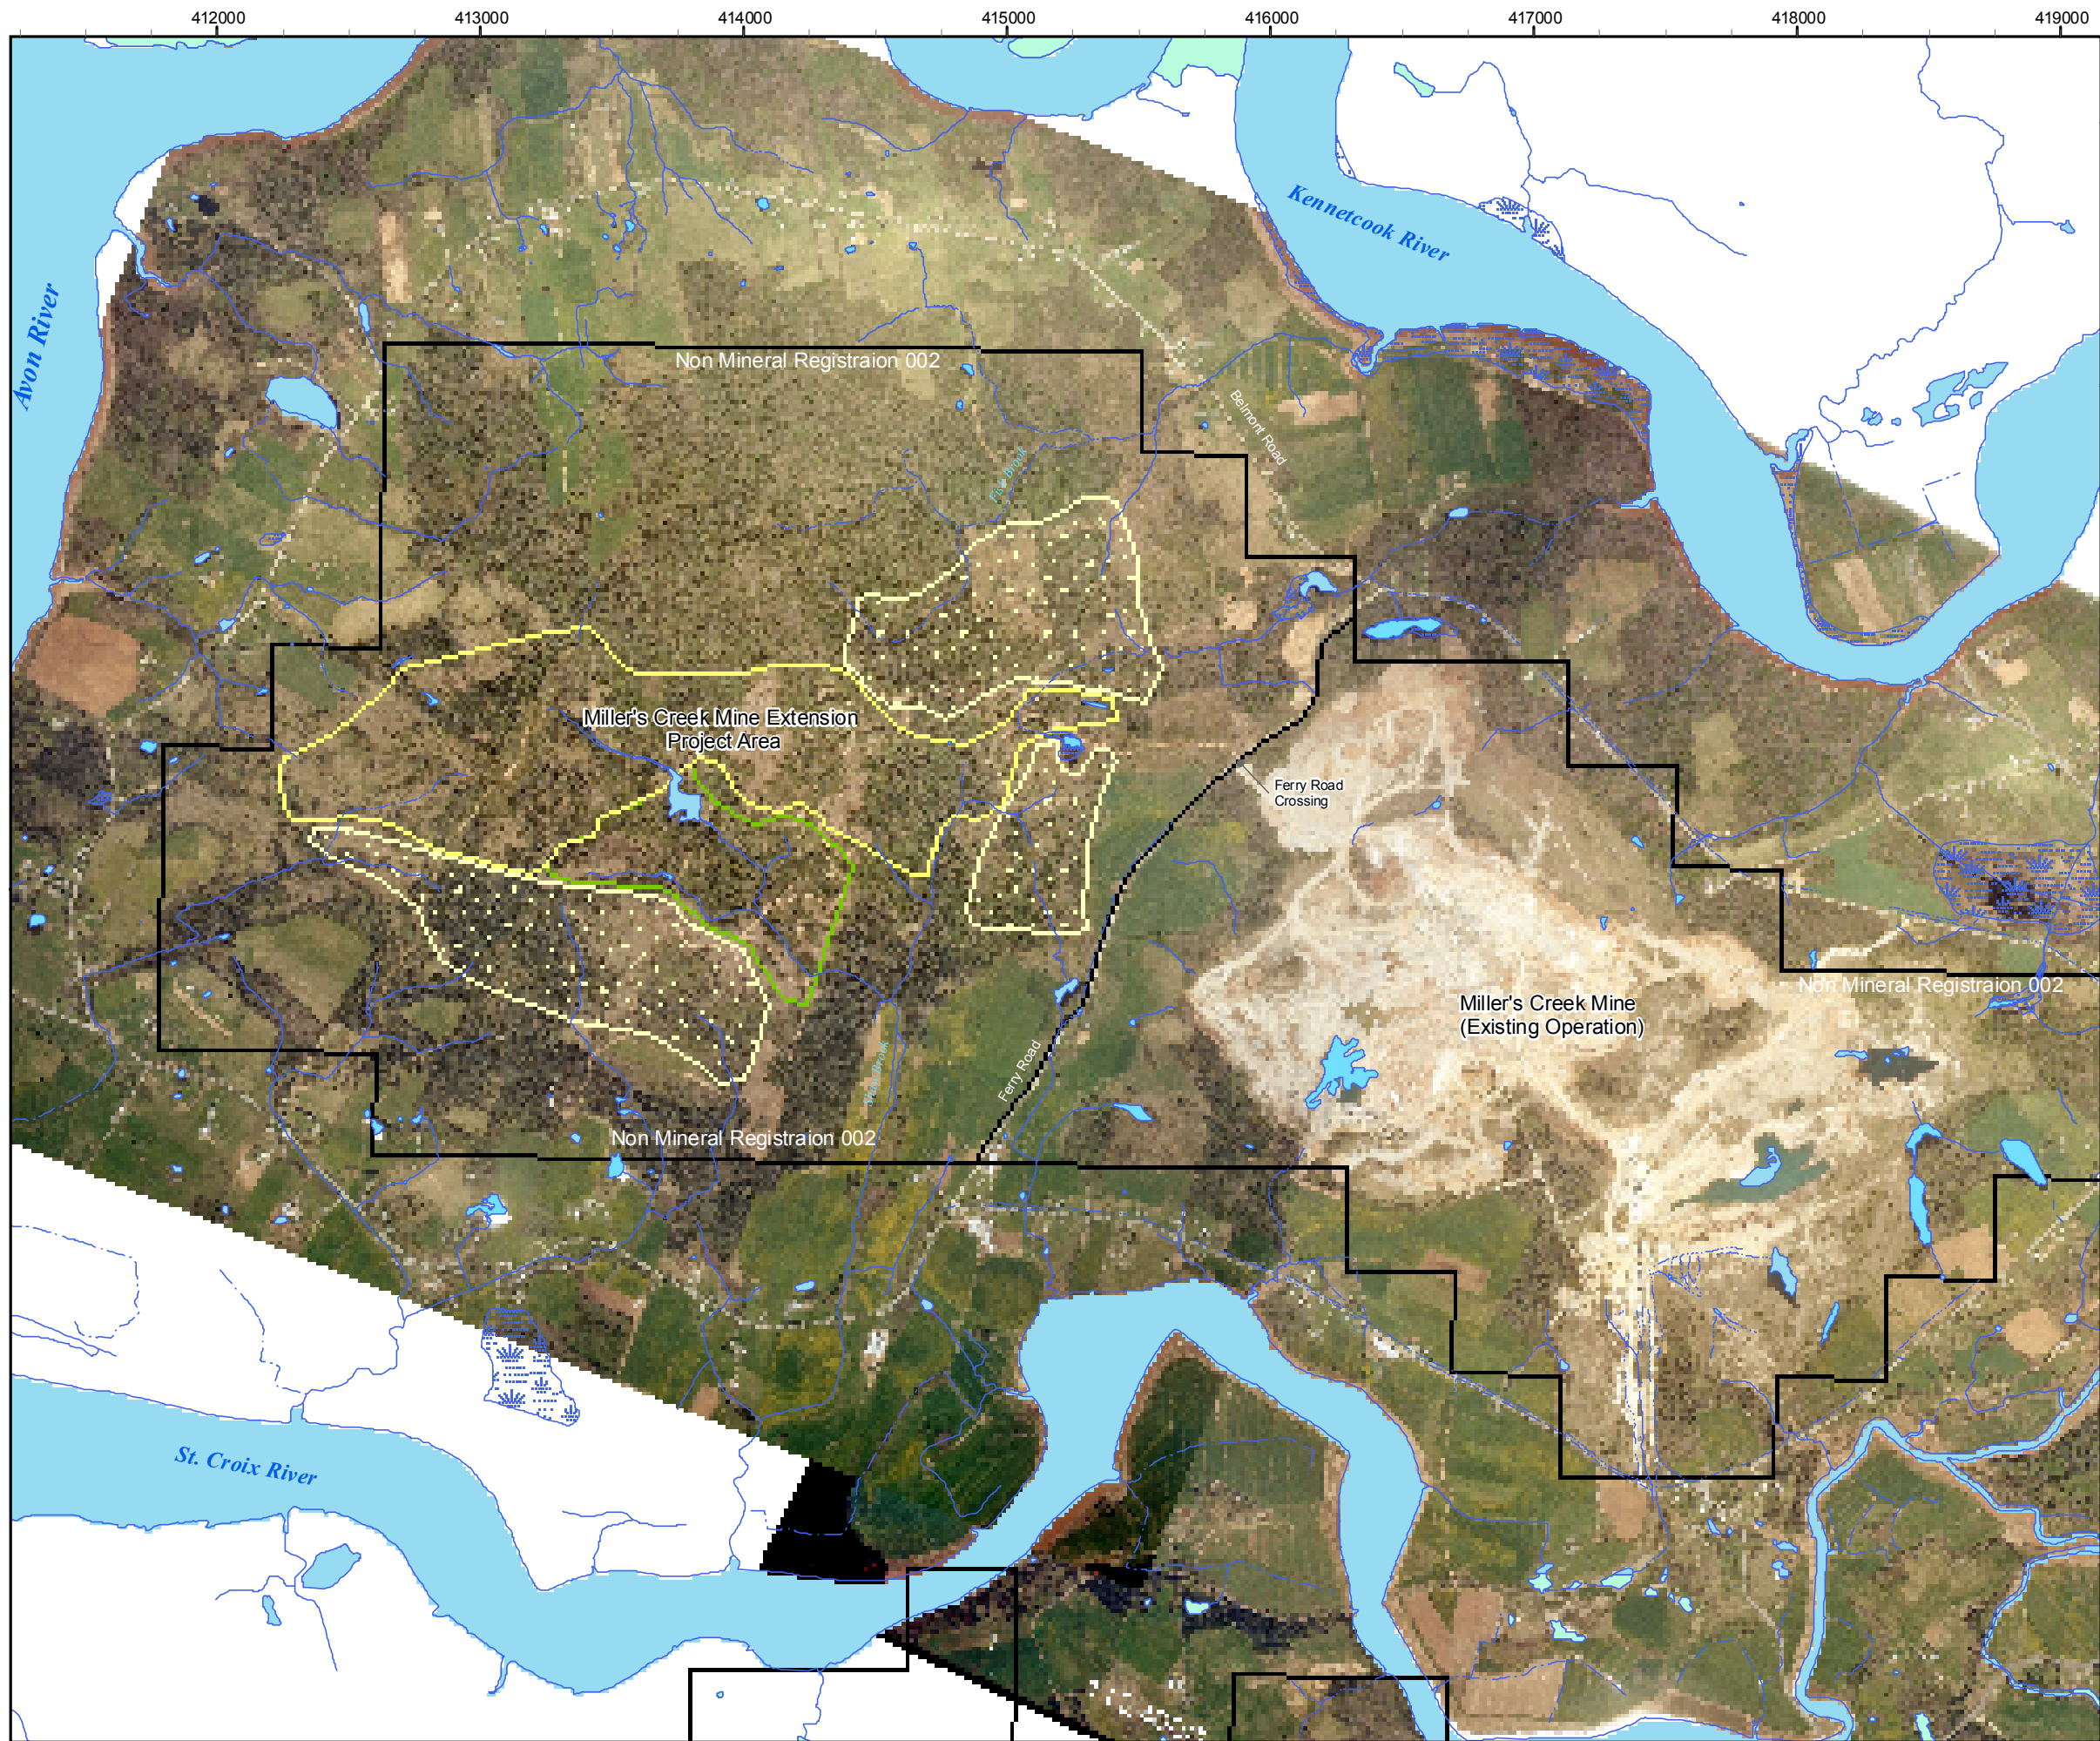 412000 413000 414000 415000 416000 417000 418000 419000
Kennetcook River
Avon River
Non Mineral Registraion 002
Belmont Road
Miller's Creek Mine Extension
Project Area
Ferry Road
Crossing
Non Mineral Registraion 002
Miller's Creek Mine
(Existing Operation)
Ferry Road
Shaw Brook
Non Mineral Registraion 002
St. Croix River